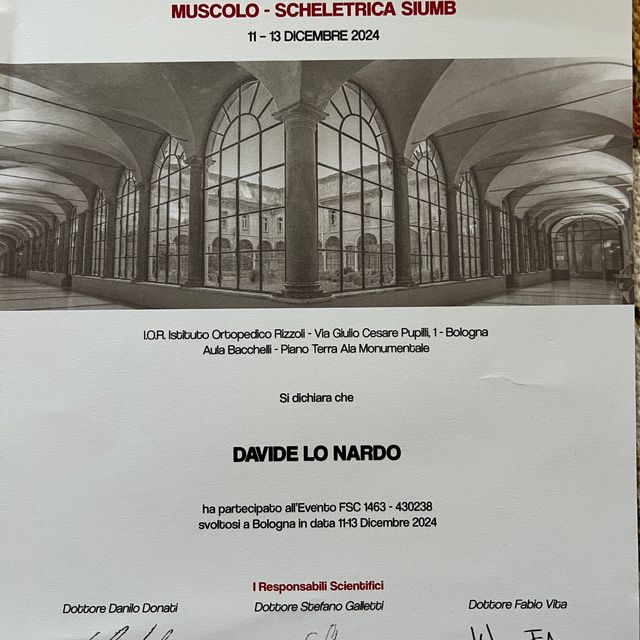 MUSCOLO - SCHELETRICA SIUMB
11 – 13 DICEMBRE 2024
I.O.R. Istituto Ortopedico Rizzoli - Via Giulio Cesare Pupilli, 1 - Bologna
Aula Bacchelli - Piano Terra Ala Monumentale
Si dichiara che
DAVIDE LO NARDO
ha partecipato all'Evento FSC 1463 - 430238
svoltosi a Bologna in data 11-13 Dicembre 2024
I Responsabili Scientifici
Dottore Danilo Donati Dottore Stefano Galletti Dottore Fabio Vita